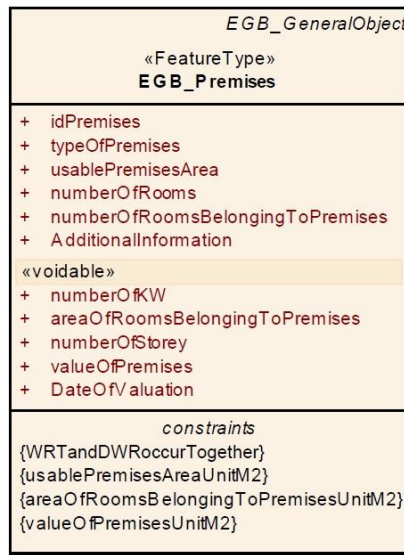 EGB_GeneralObject
«FeatureType»
EGB_Premises
+ idPremises
+ typeOfPremises
+ usablePremisesArea
+ numberOfRooms
+ numberOfRoomsBelongingToPremises
+ AdditionalInformation
«voidable»
+ numberOfKW
+ areaOfRoomsBelongingToPremises
+ numberOfStorey
+ valueOfPremises
+ DateOfValuation
constraints
{WRTandDWRoccurTogether}
{usablePremisesAreaUnitM2}
{areaOfRoomsBelongingToPremisesUnitM2}
{valueOfPremisesUnitM2}